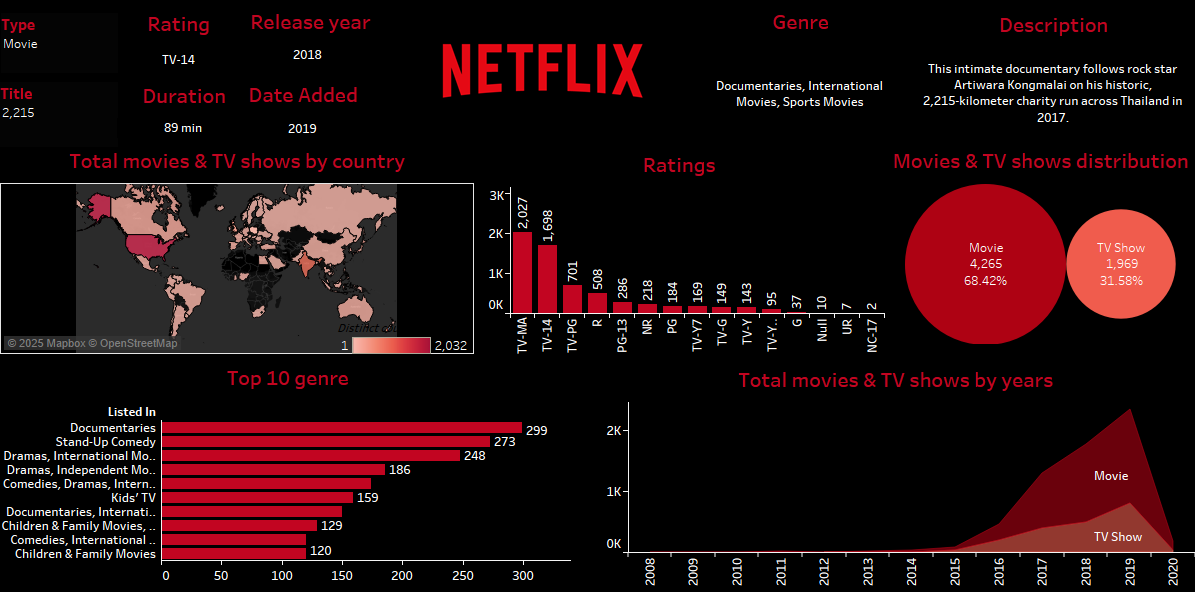 Type
Movie
Title
2,215
Rating
TV-14
Release year
2018
Duration
89 min
Date Added
2019
NETFLIX
Genre
Documentaries, International
Movies, Sports Movies
Description
This intimate documentary follows rock star
Artiwara Kongmalai on his historic,
2,215-kilometer charity run across Thailand in
2017.
Total movies & TV shows by country
© 2025 Mapbox © OpenStreetMap
Distinct
1
2,032
Ratings
3K
2K
1K
0K
2,027
1,698
701
508
286
218
184
169
149
143
95
37
10
7
2
TV-MA
TV-14
TV-PG
R
PG-13
NR
PG
TV-Y7
TV-G
TV-Y
TV-Y..
G
Null
UR
NC-17
Movies & TV shows distribution
Movie
4,265
68.42%
TV Show
1,969
31.58%
Top 10 genre
Listed In
Documentaries
299
Stand-Up Comedy
273
Dramas, International Mo..
248
Dramas, Independent Mo..
186
Comedies, Dramas, Intern..
Kids' TV
159
Documentaries, Internati..
Children & Family Movies, ..
129
Comedies, International ..
Children & Family Movies
120
0
50
100
150
200
250
300
Total movies & TV shows by years
2K
1K
0K
Movie
TV Show
2008
2009
2010
2011
2012
2013
2014
2015
2016
2017
2018
2019
2020